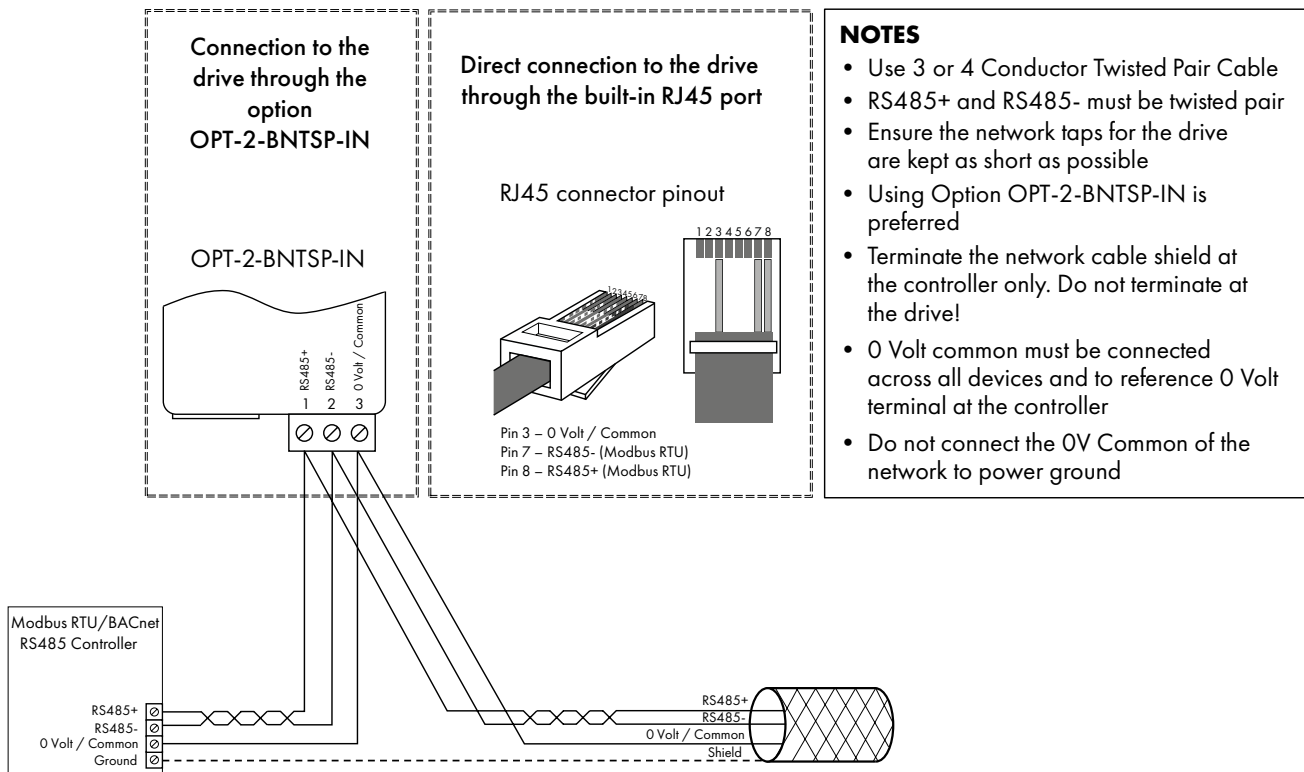 Connection to the
drive through the
option
OPT-2-BNTSP-IN
OPT-2-BNTSP-IN
RS485+
RS485-
0 Volt / Common
1 2 3
Direct connection to the drive
through the built-in RJ45 port
RJ45 connector pinout
12345678
12345678
Pin 3 – 0 Volt / Common
Pin 7 – RS485- (Modbus RTU)
Pin 8 – RS485+ (Modbus RTU)
NOTES
• Use 3 or 4 Conductor Twisted Pair Cable
• RS485+ and RS485- must be twisted pair
• Ensure the network taps for the drive
are kept as short as possible
• Using Option OPT-2-BNTSP-IN is
preferred
• Terminate the network cable shield at
the controller only. Do not terminate at
the drive!
• 0 Volt common must be connected
across all devices and to reference 0 Volt
terminal at the controller
• Do not connect the 0V Common of the
network to power ground
Modbus RTU/BACnet
RS485 Controller
RS485+
RS485-
0 Volt / Common
Ground
RS485+
RS485-
0 Volt / Common
Shield